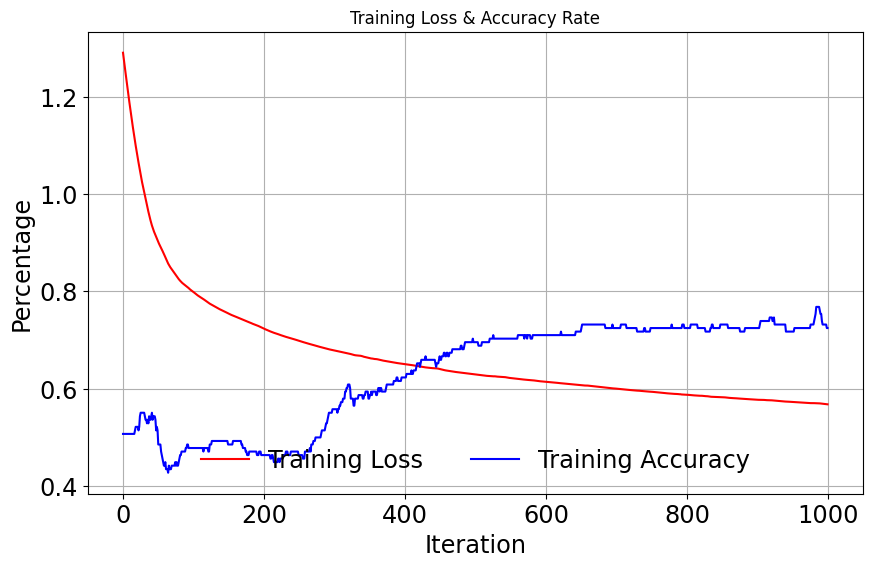 Training Loss & Accuracy Rate
Percentage
1.2
1.0
0.8
0.6
0.4
Training Loss Training Accuracy
0 200 400 600 800 1000
Iteration